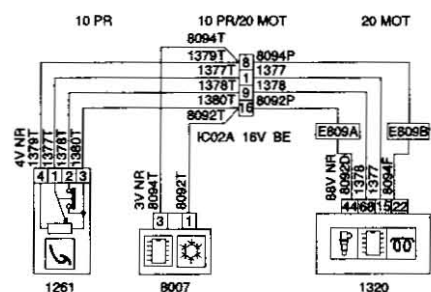 10 PR
10 PR/20 MOT
20 MOT
8094T
1379T
1377T
1378T
1380T
8092T
8
1
9
16
8094P
1377
1378
8092P
IC02A 16V BE
E809A
E809B
4V NR
1379T
1377T
1378T
1380T
3V NR
8094T
8092T
88V NR
8092D
1378
1377
8094F
4 1 2 3
3 1
44 68 15 22
1261
8007
1320